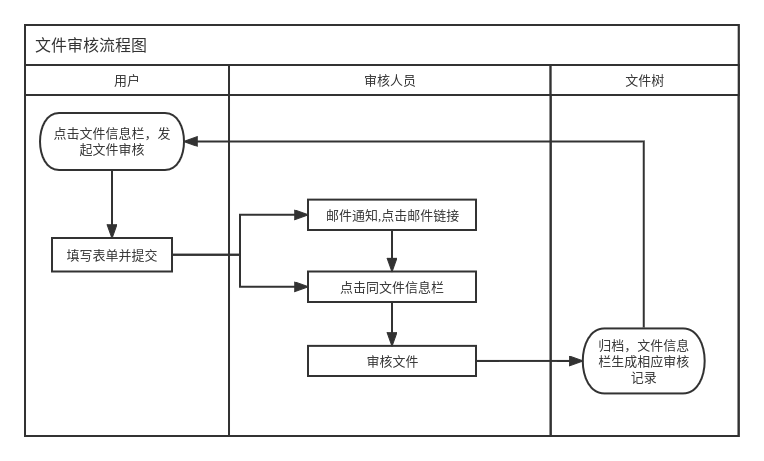 文件审核流程图
用户
审核人员
文件树
点击文件信息栏，发
起文件审核
邮件通知,点击邮件链接
填写表单并提交
点击同文件信息栏
审核文件
归档，文件信息
栏生成相应审核
记录